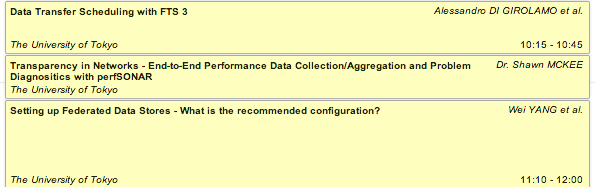 Data Transfer Scheduling with FTS 3 Alessandro DI GIROLAMO et al.
The University of Tokyo 10:15 - 10:45
Transparency in Networks - End-to-End Performance Data Collection/Aggregation and Problem Dr. Shawn MCKEE
Diagnositics with perfSONAR
The University of Tokyo
Setting up Federated Data Stores - What is the recommended configuration? Wei YANG et al.
The University of Tokyo 11:10 - 12:00